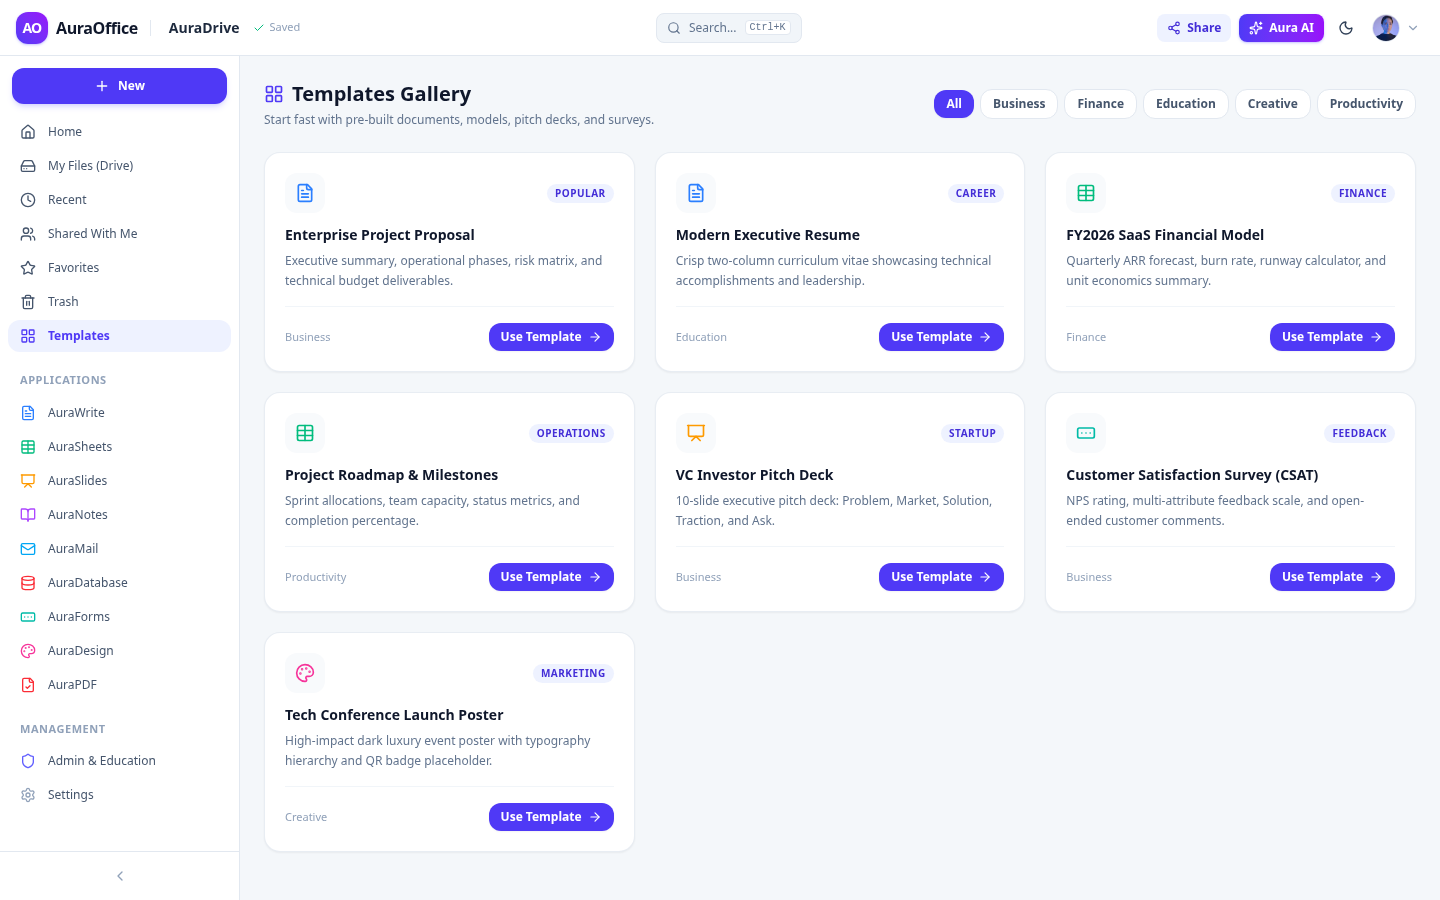 AO AuraOffice AuraDrive Saved Search... Ctrl+K Share Aura AI
New
Home
My Files (Drive)
Recent
Shared With Me
Favorites
Trash
Templates
APPLICATIONS
AuraWrite
AuraSheets
AuraSlides
AuraNotes
AuraMail
AuraDatabase
AuraForms
AuraDesign
AuraPDF
MANAGEMENT
Admin & Education
Settings
Templates Gallery
Start fast with pre-built documents, models, pitch decks, and surveys.
All Business Finance Education Creative Productivity
POPULAR
Enterprise Project Proposal
Executive summary, operational phases, risk matrix, and
technical budget deliverables.
Business Use Template
CAREER
Modern Executive Resume
Crisp two-column curriculum vitae showcasing technical
accomplishments and leadership.
Education Use Template
FINANCE
FY2026 SaaS Financial Model
Quarterly ARR forecast, burn rate, runway calculator, and
unit economics summary.
Finance Use Template
OPERATIONS
Project Roadmap & Milestones
Sprint allocations, team capacity, status metrics, and
completion percentage.
Productivity Use Template
STARTUP
VC Investor Pitch Deck
10-slide executive pitch deck: Problem, Market, Solution,
Traction, and Ask.
Business Use Template
FEEDBACK
Customer Satisfaction Survey (CSAT)
NPS rating, multi-attribute feedback scale, and open-
ended customer comments.
Business Use Template
MARKETING
Tech Conference Launch Poster
High-impact dark luxury event poster with typography
hierarchy and QR badge placeholder.
Creative Use Template